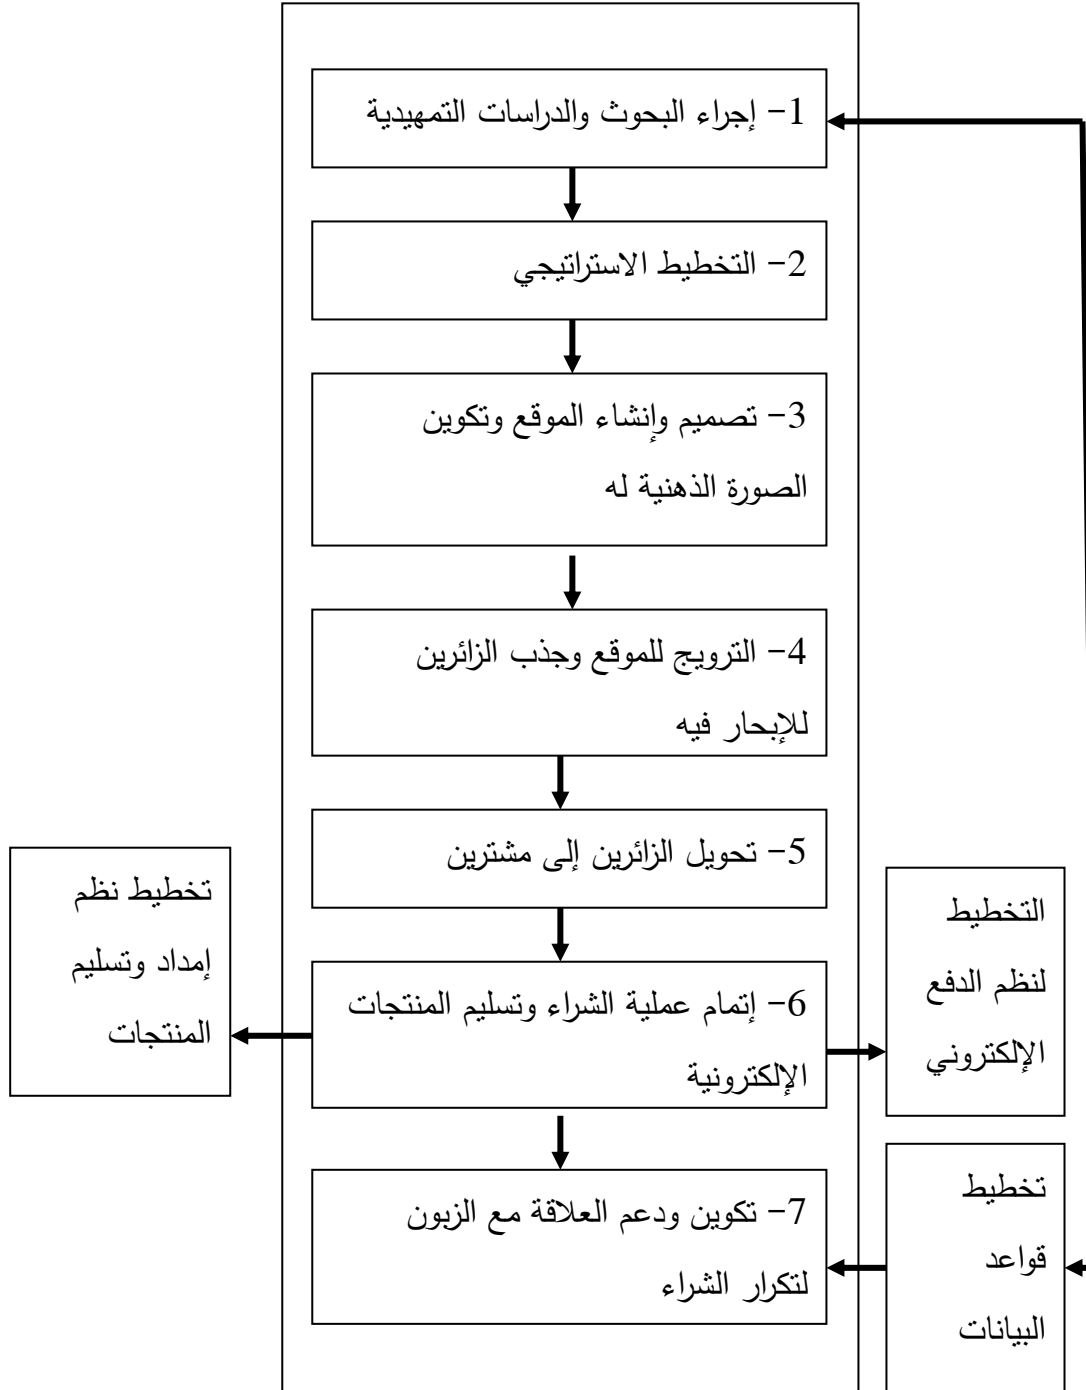 1- إجراء البحوث والدراسات التمهيدية
2- التخطيط الاستراتيجي
3- تصميم وإنشاء الموقع وتكوين
الصورة الذهنية له
4- الترويج للموقع وجذب الزائرين
للإبحار فيه
5- تحويل الزائرين إلى مشترين
6- إتمام عملية الشراء وتسليم المنتجات
الإلكترونية
التخطيط
لنظم الدفع
الإلكتروني
تخطيط نظم
إمداد وتسليم
المنتجات
7- تكوين ودعم العلاقة مع الزبون
لتكرار الشراء
تخطيط
قواعد
البيانات